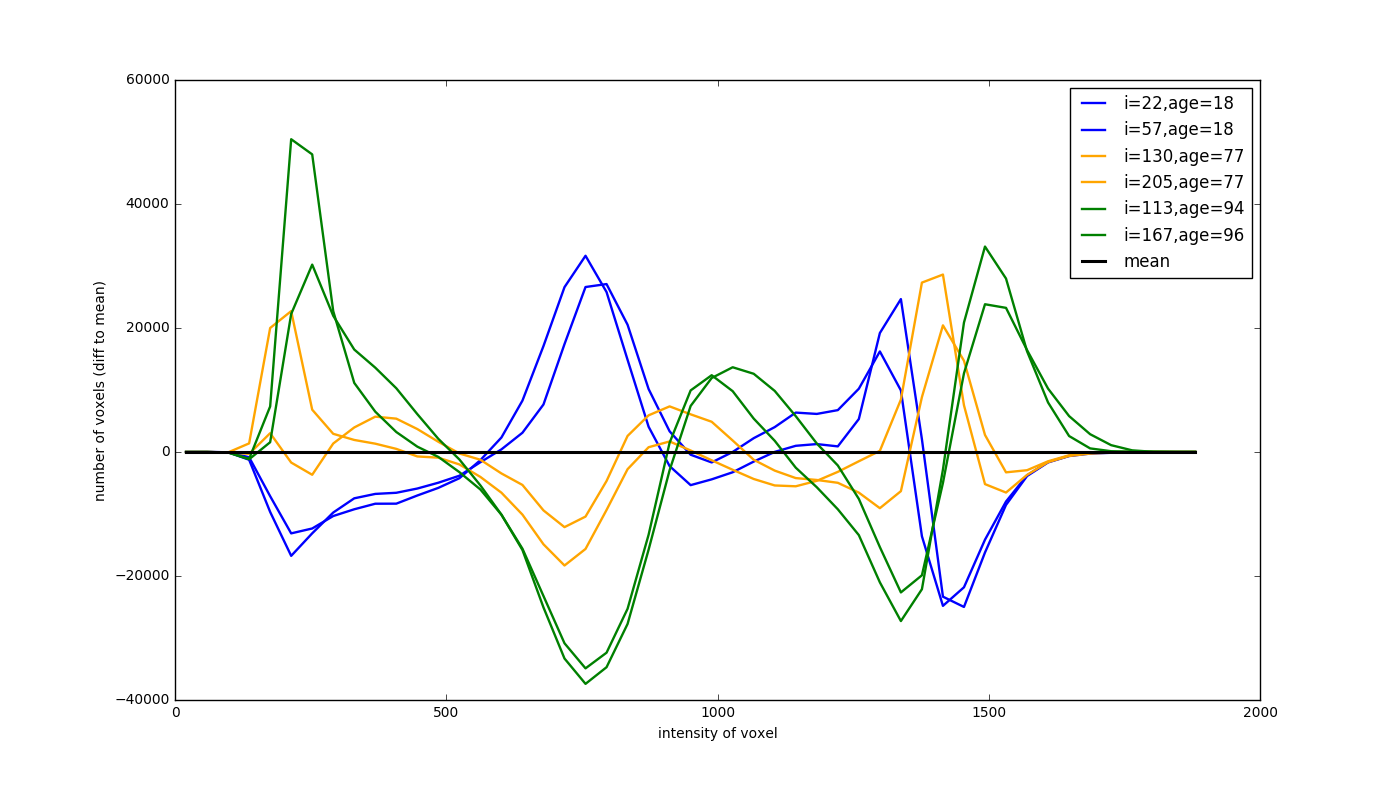 60000
40000
20000
0
−20000
−40000
number of voxels (diff to mean)
0 500 1000 1500 2000
intensity of voxel
i=22,age=18
i=57,age=18
i=130,age=77
i=205,age=77
i=113,age=94
i=167,age=96
mean